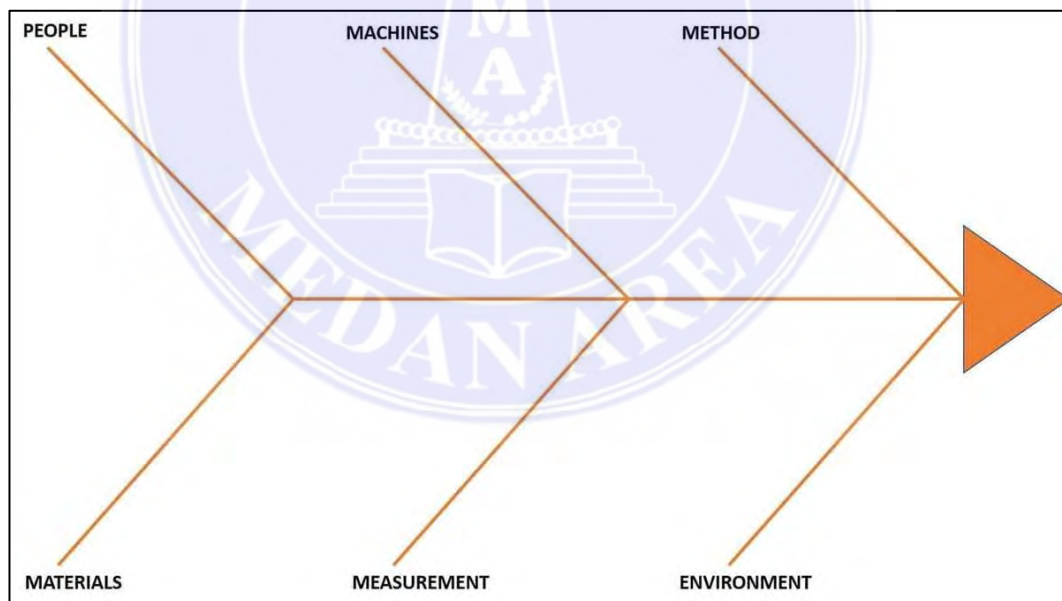 PEOPLE
MACHINES
METHOD
M
A
MEDAN AREA
MATERIALS
MEASUREMENT
ENVIRONMENT